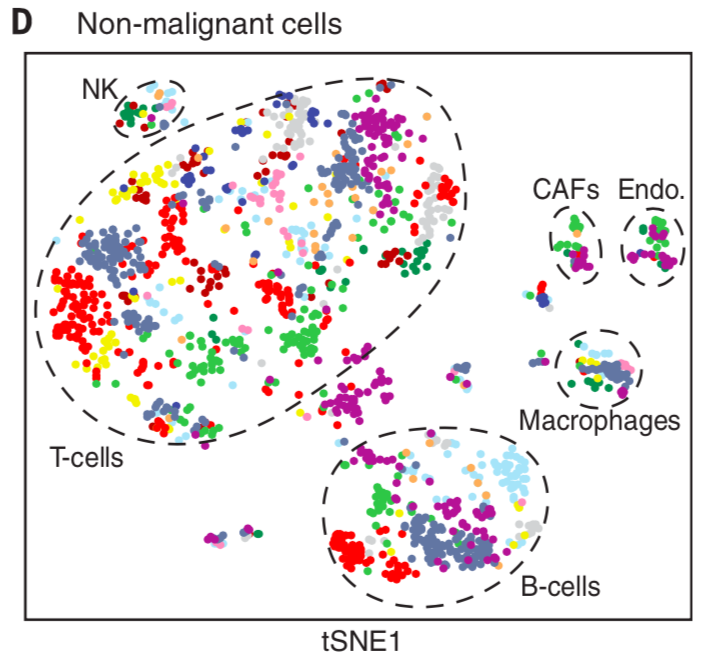 D Non-malignant cells
NK
CAFs Endo.
Macrophages
T-cells
B-cells
tSNE1